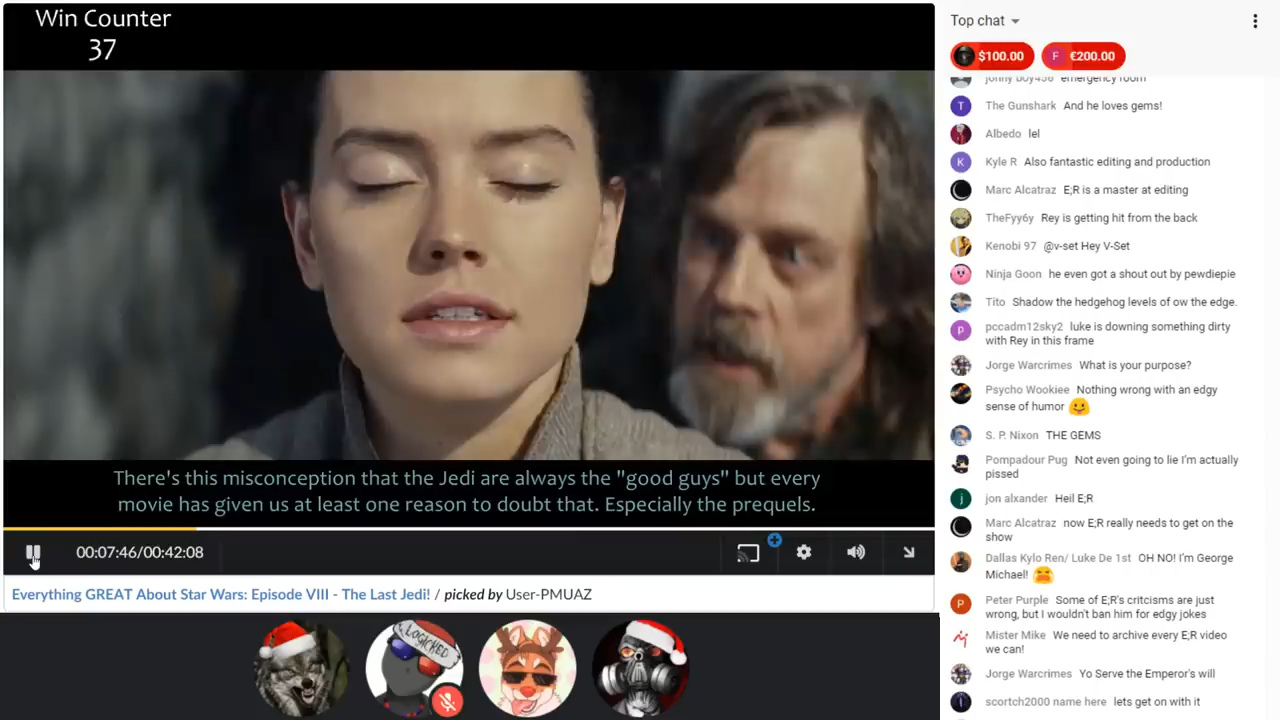 Win Counter
37
There's this misconception that the Jedi are always the "good guys" but every
movie has given us at least one reason to doubt that. Especially the prequels.
00:07:46/00:42:08
Everything GREAT About Star Wars: Episode VIII - The Last Jedi! / picked by User-PMUAZ
LOGICKED
Top chat
$100.00
F €200.00
jonny boy456 emergency room
T The Gunshark And he loves gems!
Albedo lel
K Kyle R Also fantastic editing and production
Marc Alcatraz E;R is a master at editing
TheFyy6y Rey is getting hit from the back
Kenobi 97 @v-set Hey V-Set
Ninja Goon he even got a shout out by pewdiepie
Tito Shadow the hedgehog levels of ow the edge.
P pccadm12sky2 luke is downing something dirty
with Rey in this frame
Jorge Warcrimes What is your purpose?
Psycho Wookiee Nothing wrong with an edgy
sense of humor
S. P. Nixon THE GEMS
Pompadour Pug Not even going to lie I'm actually
pissed
j jon alxander Heil E;R
Marc Alcatraz now E;R really needs to get on the
show
Dallas Kylo Ren/ Luke De 1st OH NO! I'm George
Michael!
P Peter Purple Some of E;R's critcisms are just
wrong, but I wouldn't ban him for edgy jokes
Mister Mike We need to archive every E;R video
we can!
Jorge Warcrimes Yo Serve the Emperor's will
scortch2000 name here lets get on with it